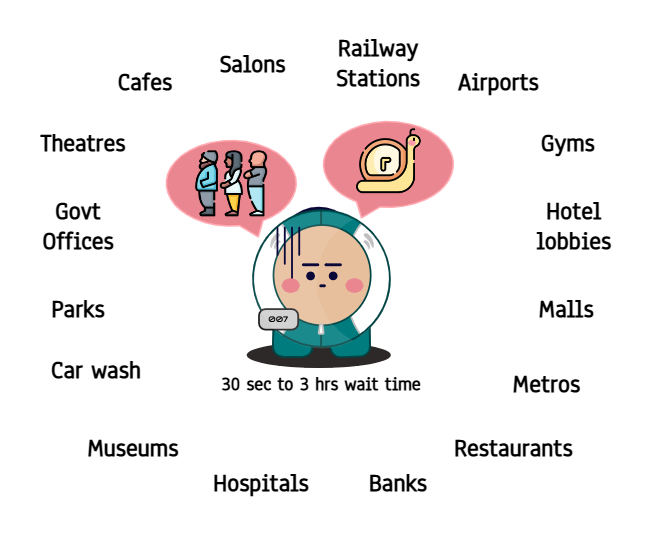 Railway
Stations
Salons
Cafes
Airports
Theatres
Gyms
Govt
Offices
Hotel
lobbies
Parks
Malls
007
Car wash
30 sec to 3 hrs wait time
Metros
Museums
Restaurants
Hospitals
Banks